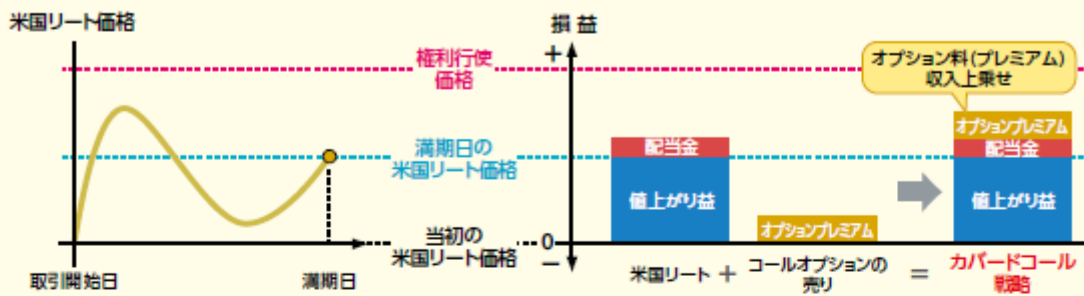 米国リート価格
権利行使
価格
満期日の
米国リート価格
当初の
米国リート価格
取引開始日
満期日
損益
+
0
−
オプション料(プレミアム)
収入上乗せ
配当金
値上がり益
オプションプレミアム
オプションプレミアム
配当金
値上がり益
米国リート
+
コールオプションの
売り
=
カバードコール
戦略